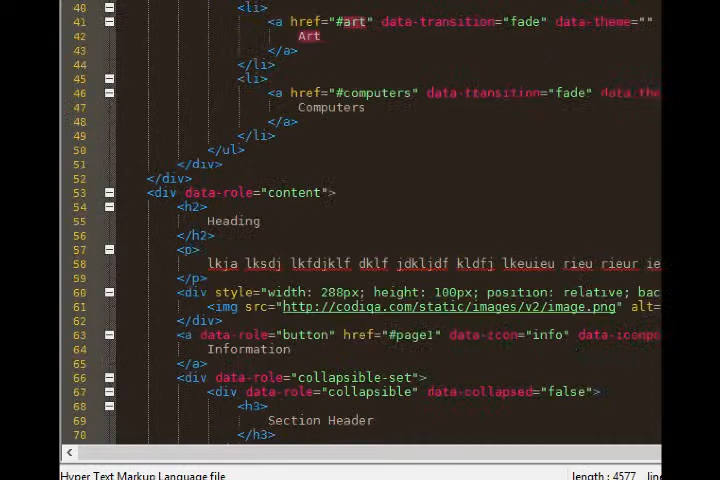 40 <li>
41 <a href="#art" data-transition="fade" data-theme=""
42 Art
43 </a>
44 </li>
45 <li>
46 <a href="#computers" data-transition="fade" data-the
47 Computers
48 </a>
49 </li>
50 </ul>
51 </div>
52 </div>
53 <div data-role="content">
54 <h2>
55 Heading
56 </h2>
57 <p>
58 lkja lksdj lkfdjklf dklf jdkljdf kldfj lkeuieu rieu rieur ie
59 </p>
60 <div style="width: 288px; height: 100px; position: relative; bac
61 <img src="http://codiqa.com/static/images/v2/image.png" alt=
62 </div>
63 <a data-role="button" href="#page1" data-icon="info" data-iconpo
64 Information
65 </a>
66 <div data-role="collapsible-set">
67 <div data-role="collapsible" data-collapsed="false">
68 <h3>
69 Section Header
70 </h3>
Hyper Text Markup Language file length : 4577 line